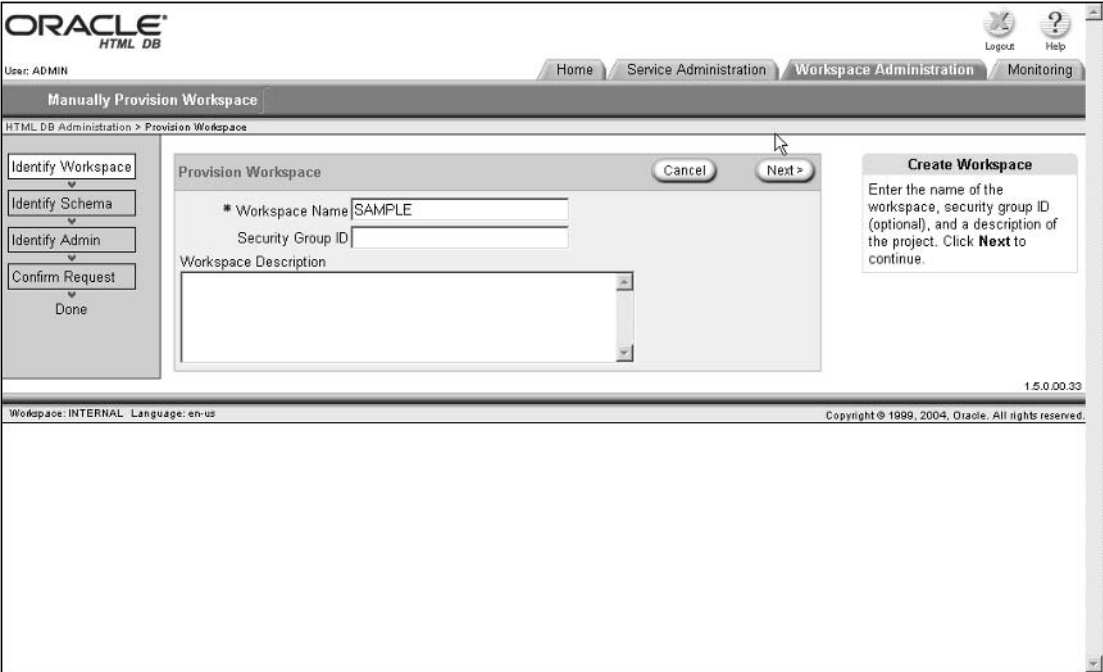 ORACLE
HTML DB
Logout
Help
User: ADMIN
Home
Service Administration
Workspace Administration
Monitoring
Manually Provision Workspace
HTML DB Administration > Provision Workspace
Identify Workspace
Identify Schema
Identify Admin
Confirm Request
Done
Provision Workspace
Cancel
Next >
* Workspace Name SAMPLE
Security Group ID
Workspace Description
Create Workspace
Enter the name of the
workspace, security group ID
(optional), and a description of
the project. Click Next to
continue.
1.5.0.00.33
Workspace: INTERNAL Language: en-us
Copyright © 1999, 2004, Oracle. All rights reserved.